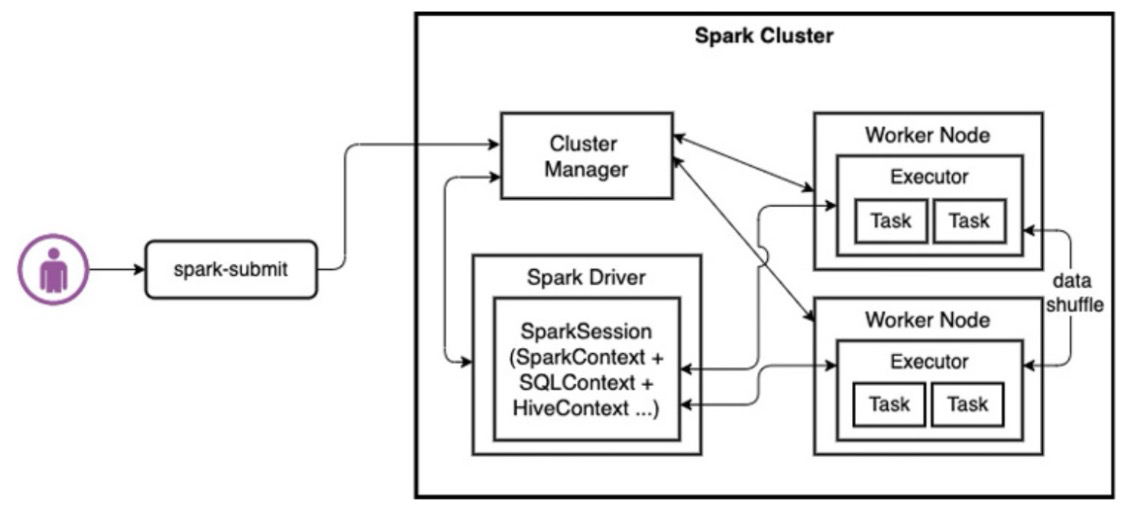 Spark Cluster
spark-submit
Cluster
Manager
Spark Driver
SparkSession
(SparkContext +
SQLContext +
HiveContext ...)
Worker Node
Executor
Task Task
Worker Node
Executor
Task Task
data
shuffle